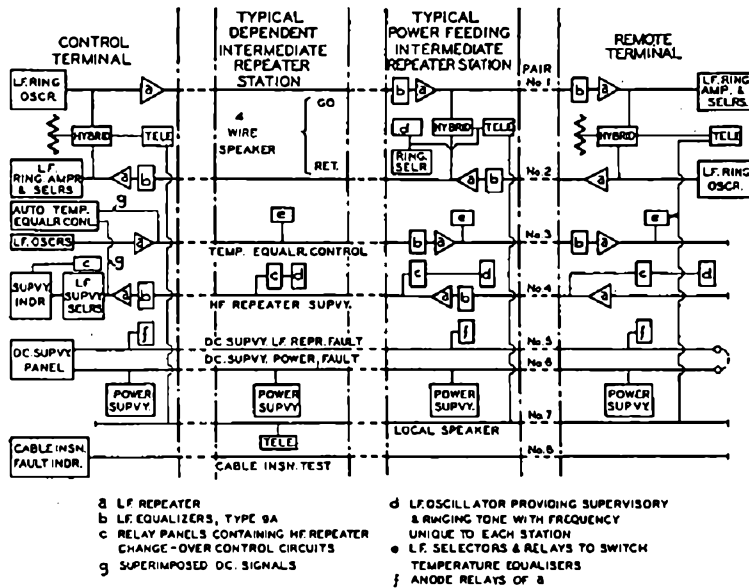 CONTROL TERMINAL
TYPICAL DEPENDENT INTERMEDIATE REPEATER STATION
TYPICAL POWER FEEDING INTERMEDIATE REPEATER STATION
REMOTE TERMINAL
PAIR
L.F. RING OSCR.
a
b
a
No. 1
b
a
L.F. RING AMP. & SELRS.
HYBRID
TELE
4 WIRE SPEAKER
GO
RET.
d
RING. SELR
HYBRID
TELE
HYBRID
TELE
L.F. RING AMPR & SELRS
a
b
a
b
No. 2
a
b
L.F. RING OSCR.
AUTO TEMP. EQUALR CONL.
g
e
e
e
L.F. OSCRS
a
TEMP. EQUALR. CONTROL
b
a
No. 3
b
a
c
g
c
d
c
d
c
d
SUPVY INDR
L.F. SUPVY SELRS
a
b
HF REPEATER SUPVY.
a
b
No. 4
a
f
f
f
DC. SUPVY PANEL
DC. SUPVY. L.F. REPR. FAULT
No. 5
DC. SUPVY. POWER FAULT
No. 6
POWER SUPVY.
POWER SUPVY.
POWER SUPVY.
POWER SUPVY.
LOCAL SPEAKER
No. 7
TELE.
CABLE INSN. FAULT INDR.
CABLE INSN. TEST
No. 8
a L.F. REPEATER
b L.F. EQUALIZERS, TYPE 9A
c RELAY PANELS CONTAINING H.F. REPEATER
CHANGE-OVER CONTROL CIRCUITS
g SUPERIMPOSED D.C. SIGNALS
d L.F. OSCILLATOR PROVIDING SUPERVISORY
& RINGING TONE WITH FREQUENCY
UNIQUE TO EACH STATION
e L.F. SELECTORS & RELAYS TO SWITCH
TEMPERATURE EQUALISERS
f ANODE RELAYS OF a